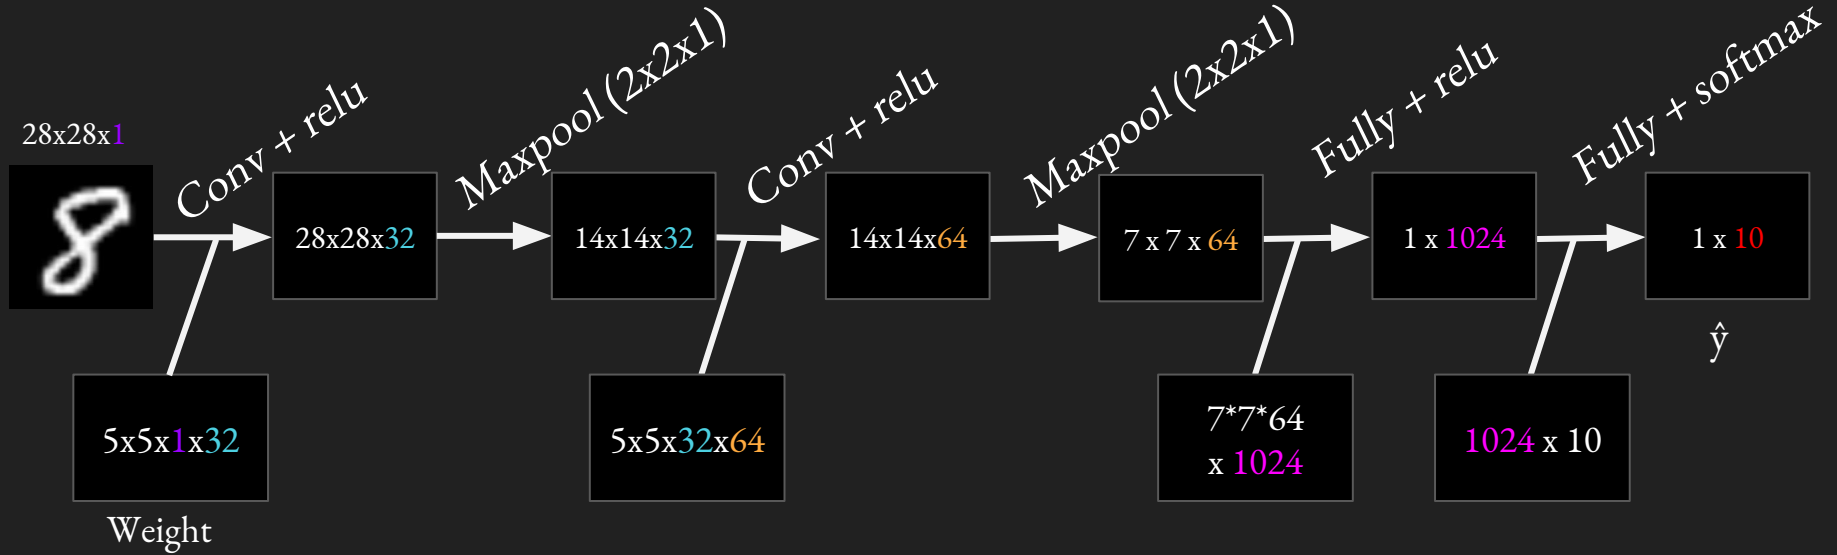 Conv + relu
Maxpool (2x2x1)
Conv + relu
Maxpool (2x2x1)
Fully + relu
Fully + softmax
28x28x1
28x28x32
14x14x32
14x14x64
7 x 7 x 64
1 x 1024
1 x 10
ŷ
5x5x1x32
5x5x32x64
7*7*64
x 1024
1024 x 10
Weight